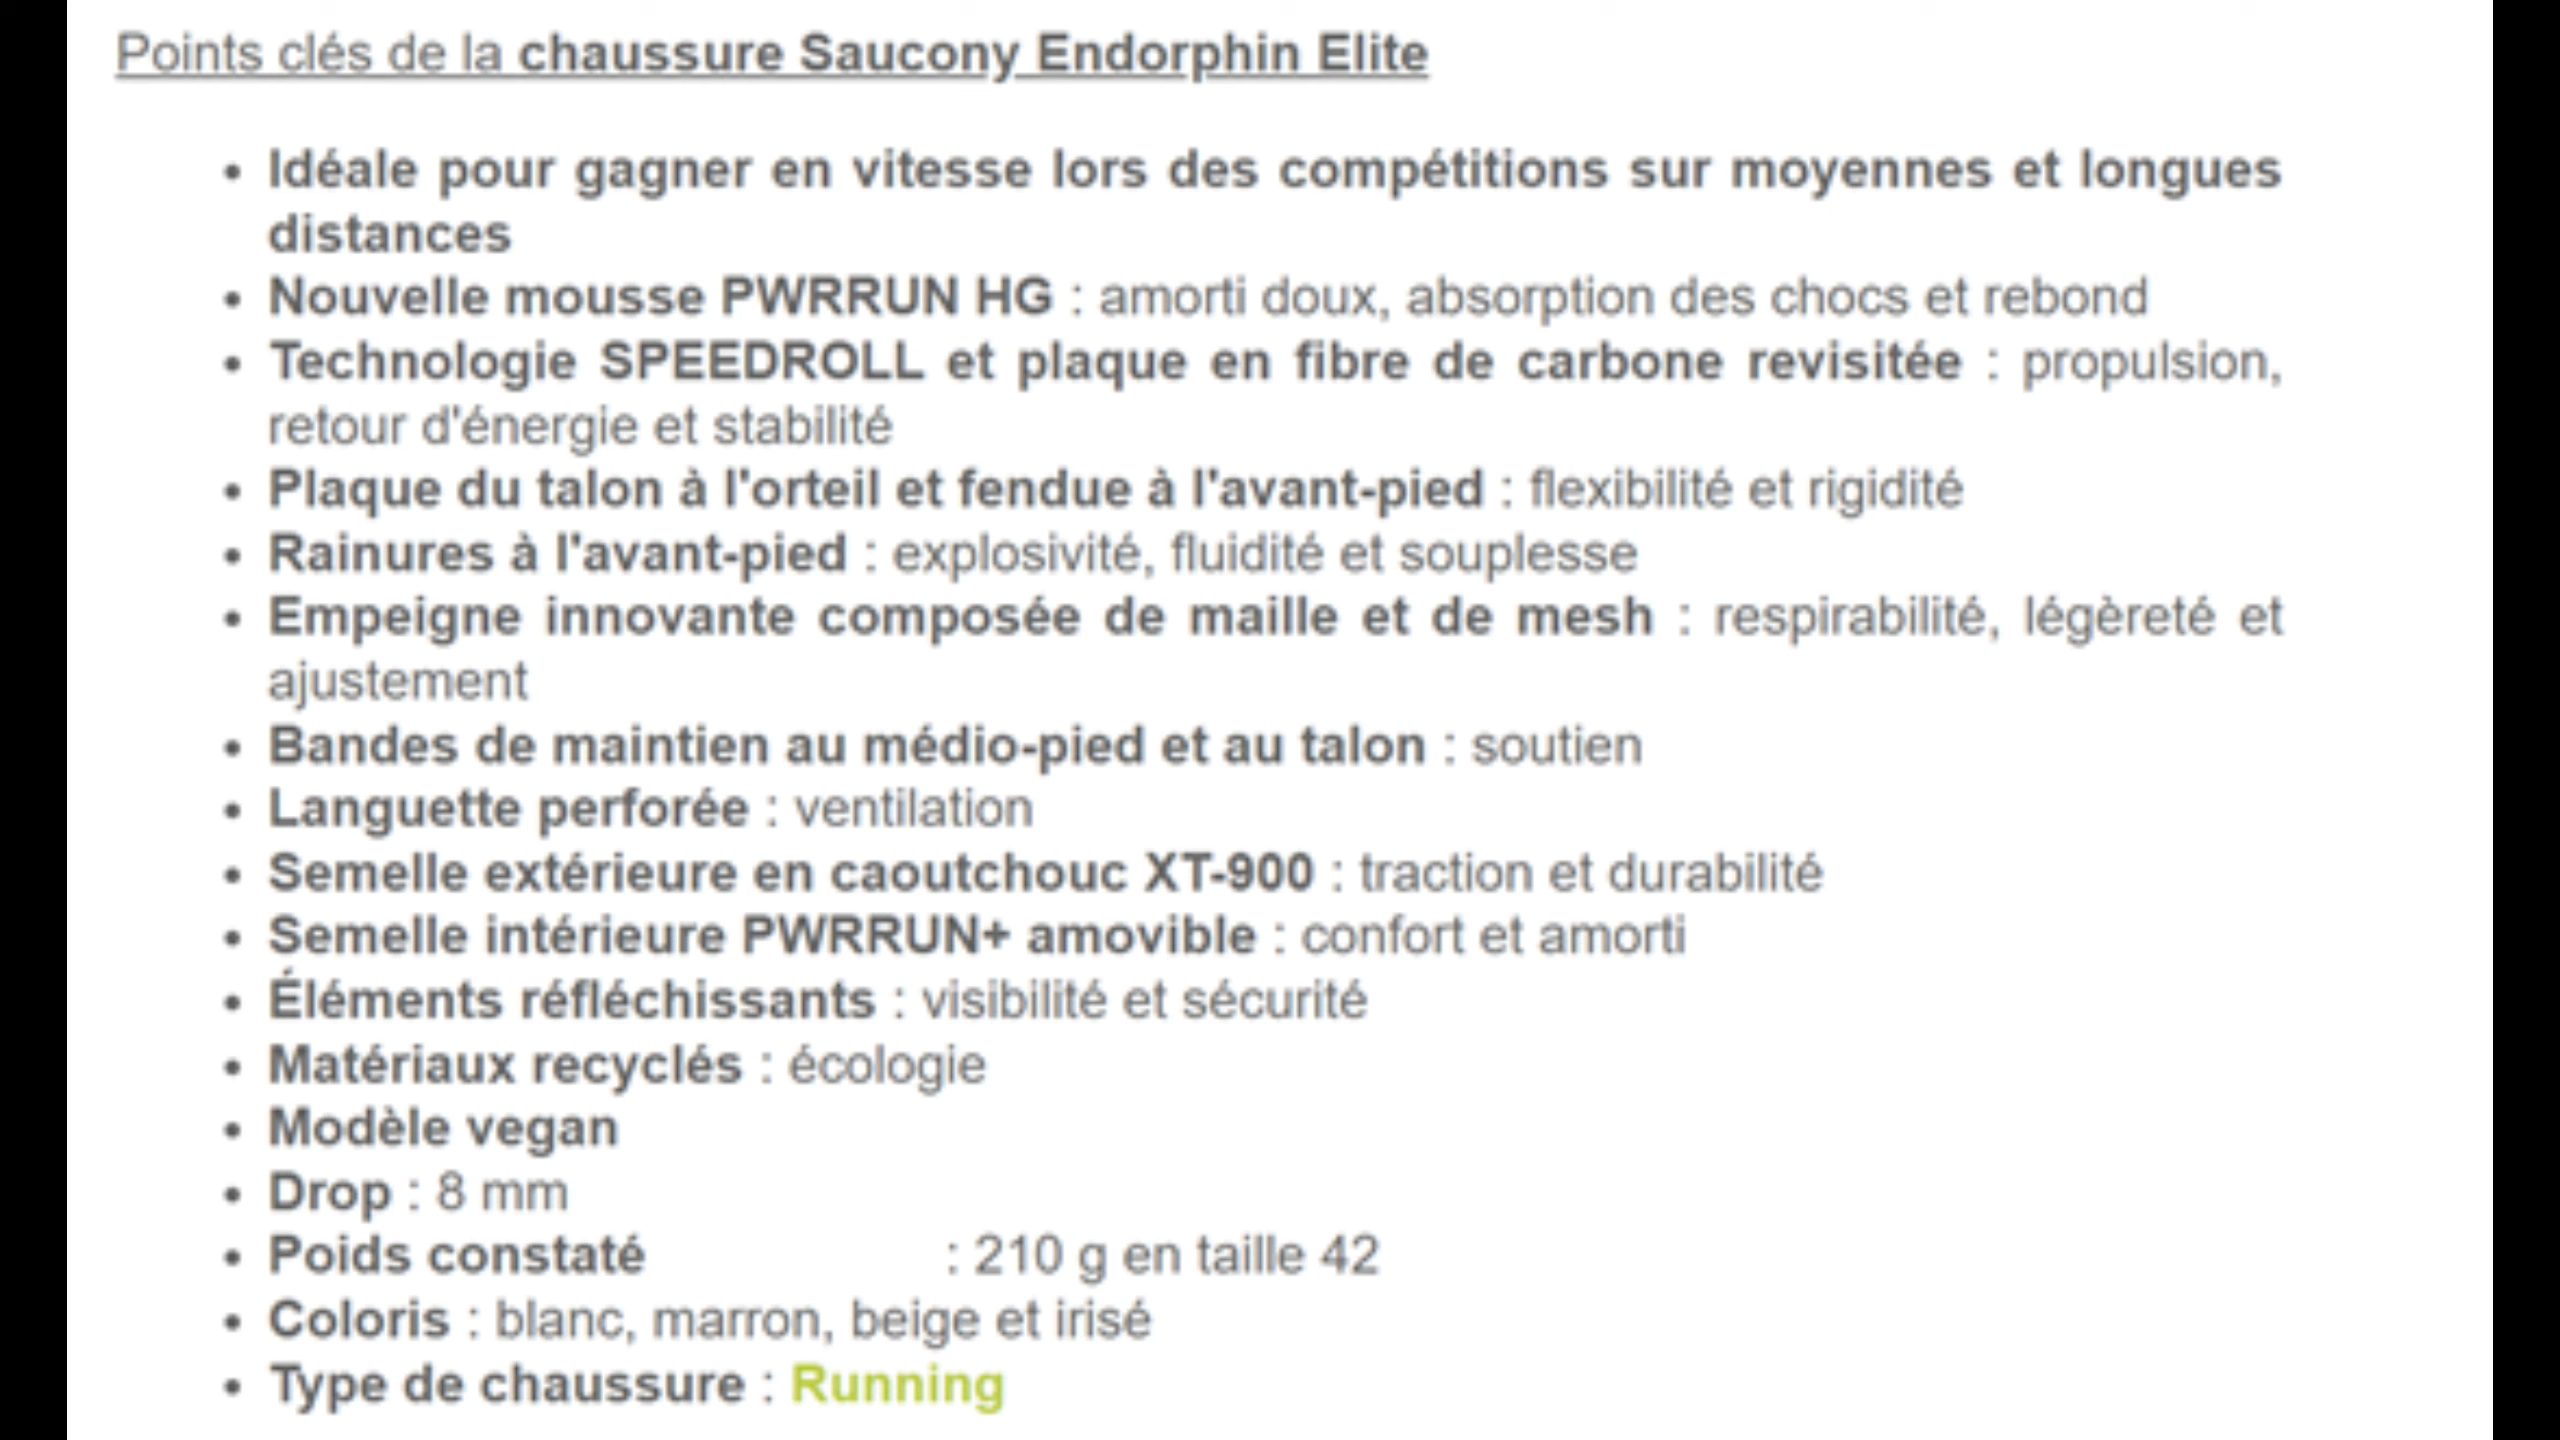 Points clés de la chaussure Saucony Endorphin Elite
• Idéale pour gagner en vitesse lors des compétitions sur moyennes et longues
distances
• Nouvelle mousse PWRRUN HG : amorti doux, absorption des chocs et rebond
• Technologie SPEEDROLL et plaque en fibre de carbone revisitée : propulsion,
retour d'énergie et stabilité
• Plaque du talon à l'orteil et fendue à l'avant-pied : flexibilité et rigidité
• Rainures à l'avant-pied : explosivité, fluidité et souplesse
• Empeigne innovante composée de maille et de mesh : respirabilité, légèreté et
ajustement
• Bandes de maintien au médio-pied et au talon : soutien
• Languette perforée : ventilation
• Semelle extérieure en caoutchouc XT-900 : traction et durabilité
• Semelle intérieure PWRRUN+ amovible : confort et amorti
• Éléments réfléchissants : visibilité et sécurité
• Matériaux recyclés : écologie
• Modèle vegan
• Drop : 8 mm
• Poids constaté : 210 g en taille 42
• Coloris : blanc, marron, beige et irisé
• Type de chaussure : Running